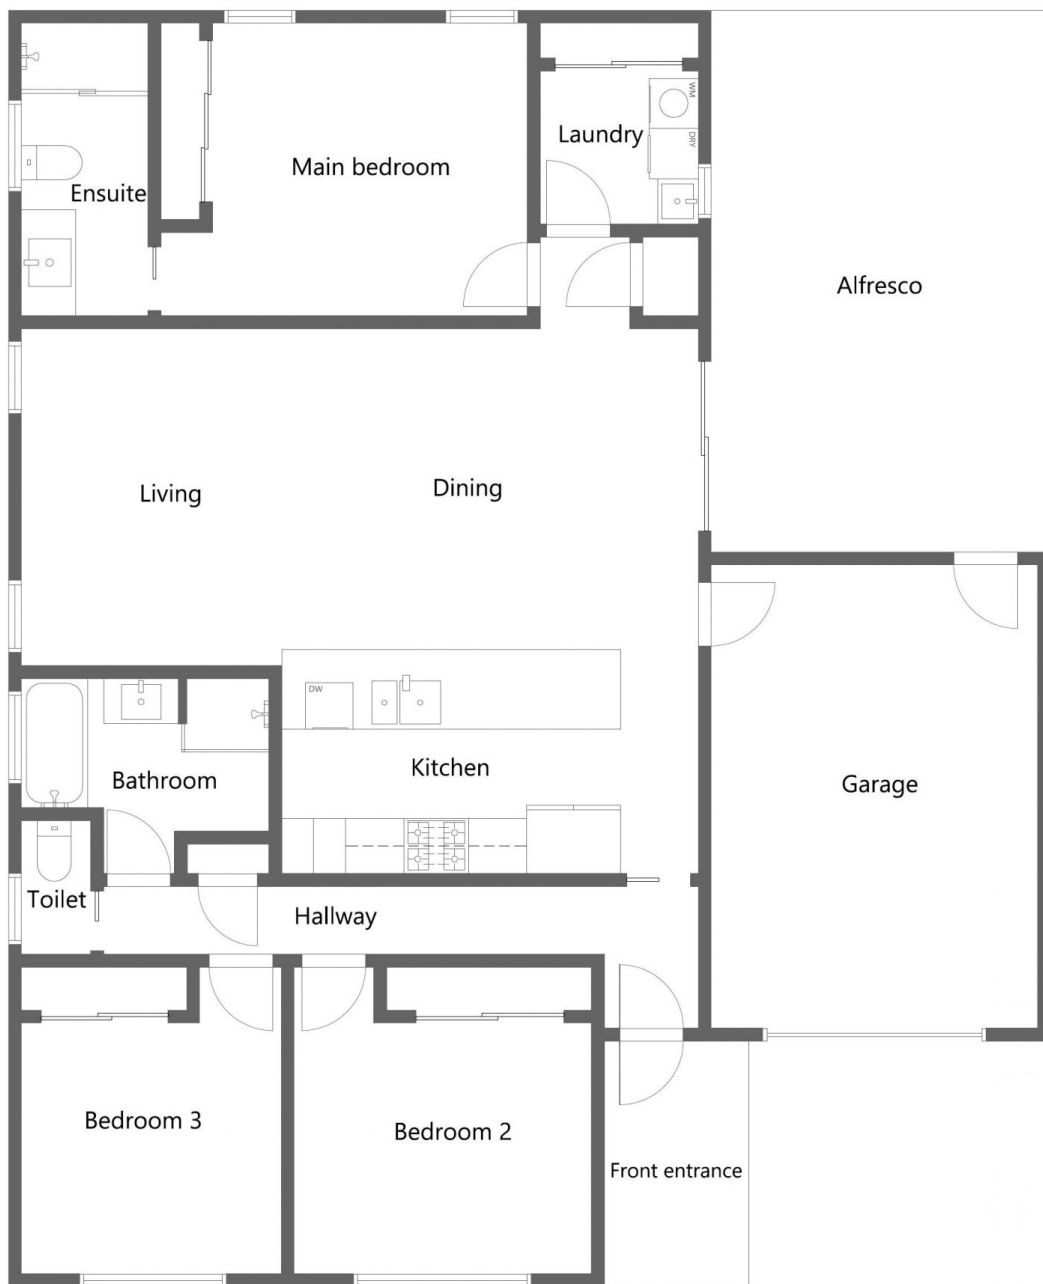 Main bedroom
Laundry
WM
DRY
Ensuite
Alfresco
Living
Dining
DW
Kitchen
Bathroom
Garage
Toilet
Hallway
Bedroom 3
Bedroom 2
Front entrance